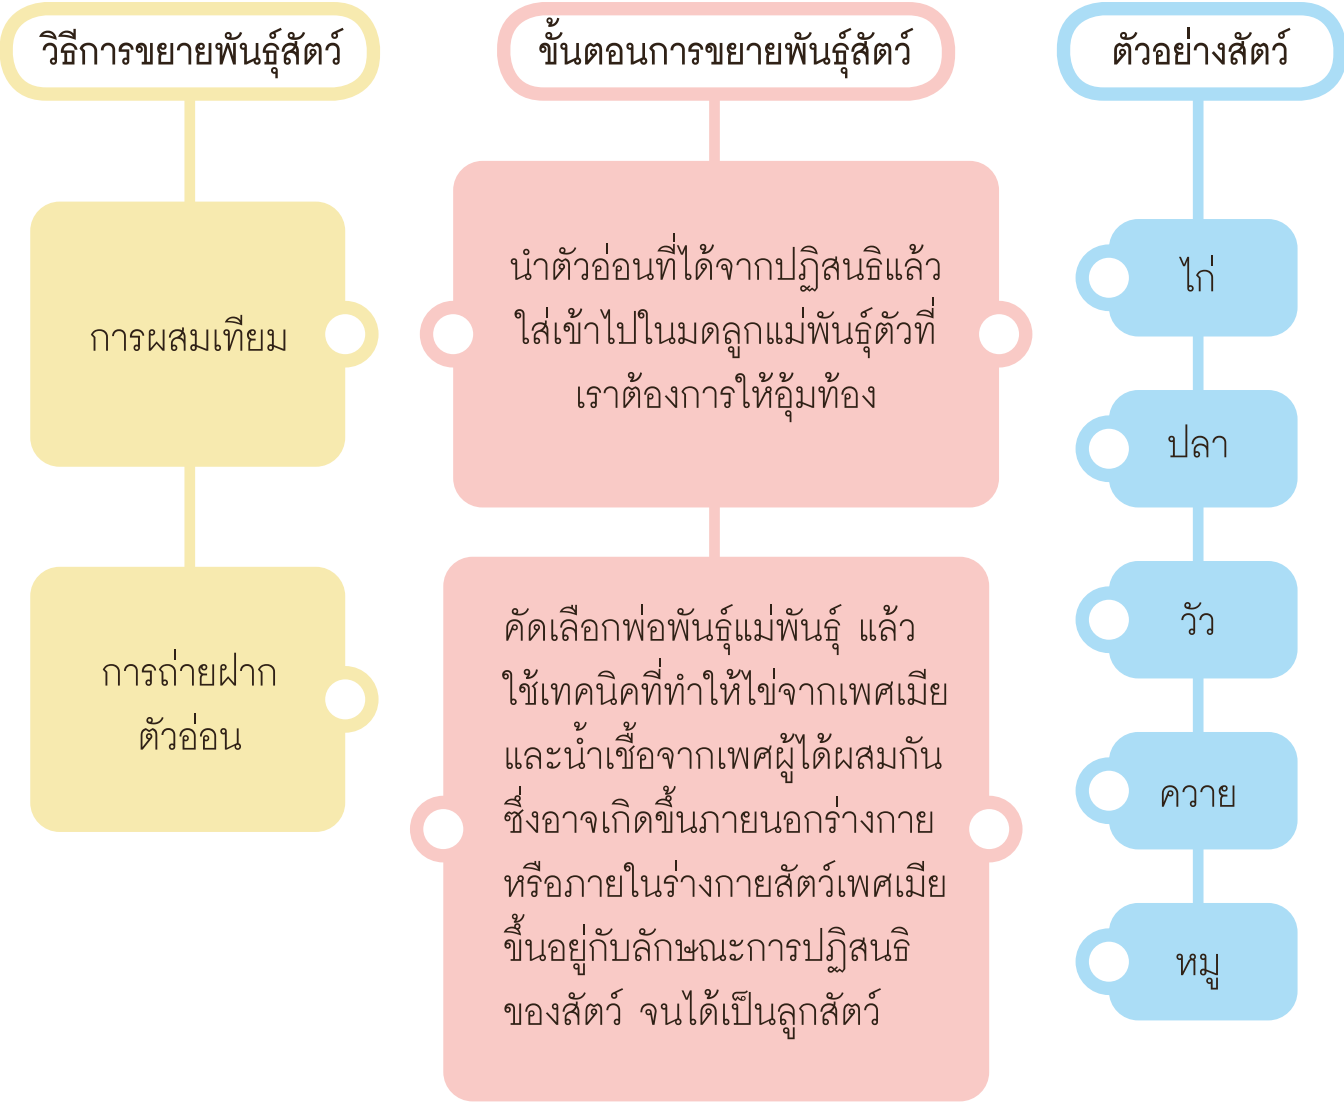 วิธีการขยายพันธุ์สัตว์
ขั้นตอนการขยายพันธุ์สัตว์
ตัวอย่างสัตว์
การผสมเทียม
การถ่ายฝาก
ตัวอ่อน
นำตัวอ่อนที่ได้จากปฏิสนธิแล้ว
ใส่เข้าไปในมดลูกแม่พันธุ์ตัวที่
เราต้องการให้อุ้มท้อง
คัดเลือกพ่อพันธุ์แม่พันธุ์ แล้ว
ใช้เทคนิคที่ทำให้ไข่จากเพศเมีย
และน้ำเชื้อจากเพศผู้ได้ผสมกัน
ซึ่งอาจเกิดขึ้นภายนอกร่างกาย
หรือภายในร่างกายสัตว์เพศเมีย
ขึ้นอยู่กับลักษณะการปฏิสนธิ
ของสัตว์ จนได้เป็นลูกสัตว์
ไก่
ปลา
วัว
ควาย
หมู